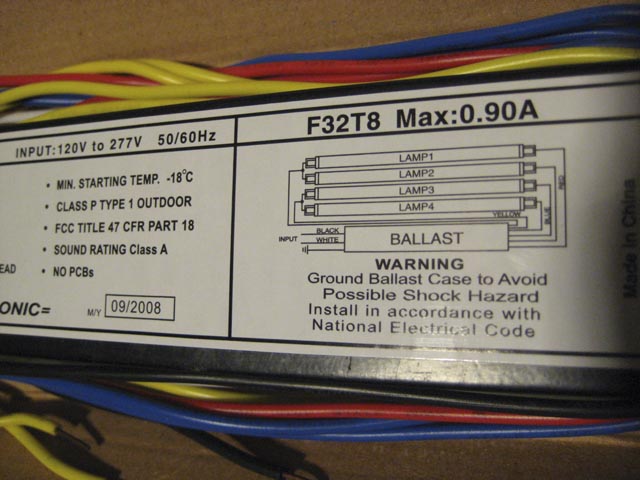 INPUT:120V to 277V 50/60Hz
• MIN. STARTING TEMP. -18°C
• CLASS P TYPE 1 OUTDOOR
• FCC TITLE 47 CFR PART 18
• SOUND RATING Class A
EAD • NO PCBs
ONIC=
M/Y 09/2008
F32T8 Max:0.90A
LAMP1
LAMP2
LAMP3
LAMP4
RED
BLUE
YELLOW
BLACK
INPUT WHITE
BALLAST
WARNING
Ground Ballast Case to Avoid
Possible Shock Hazard
Install in accordance with
National Electrical Code
Made in China